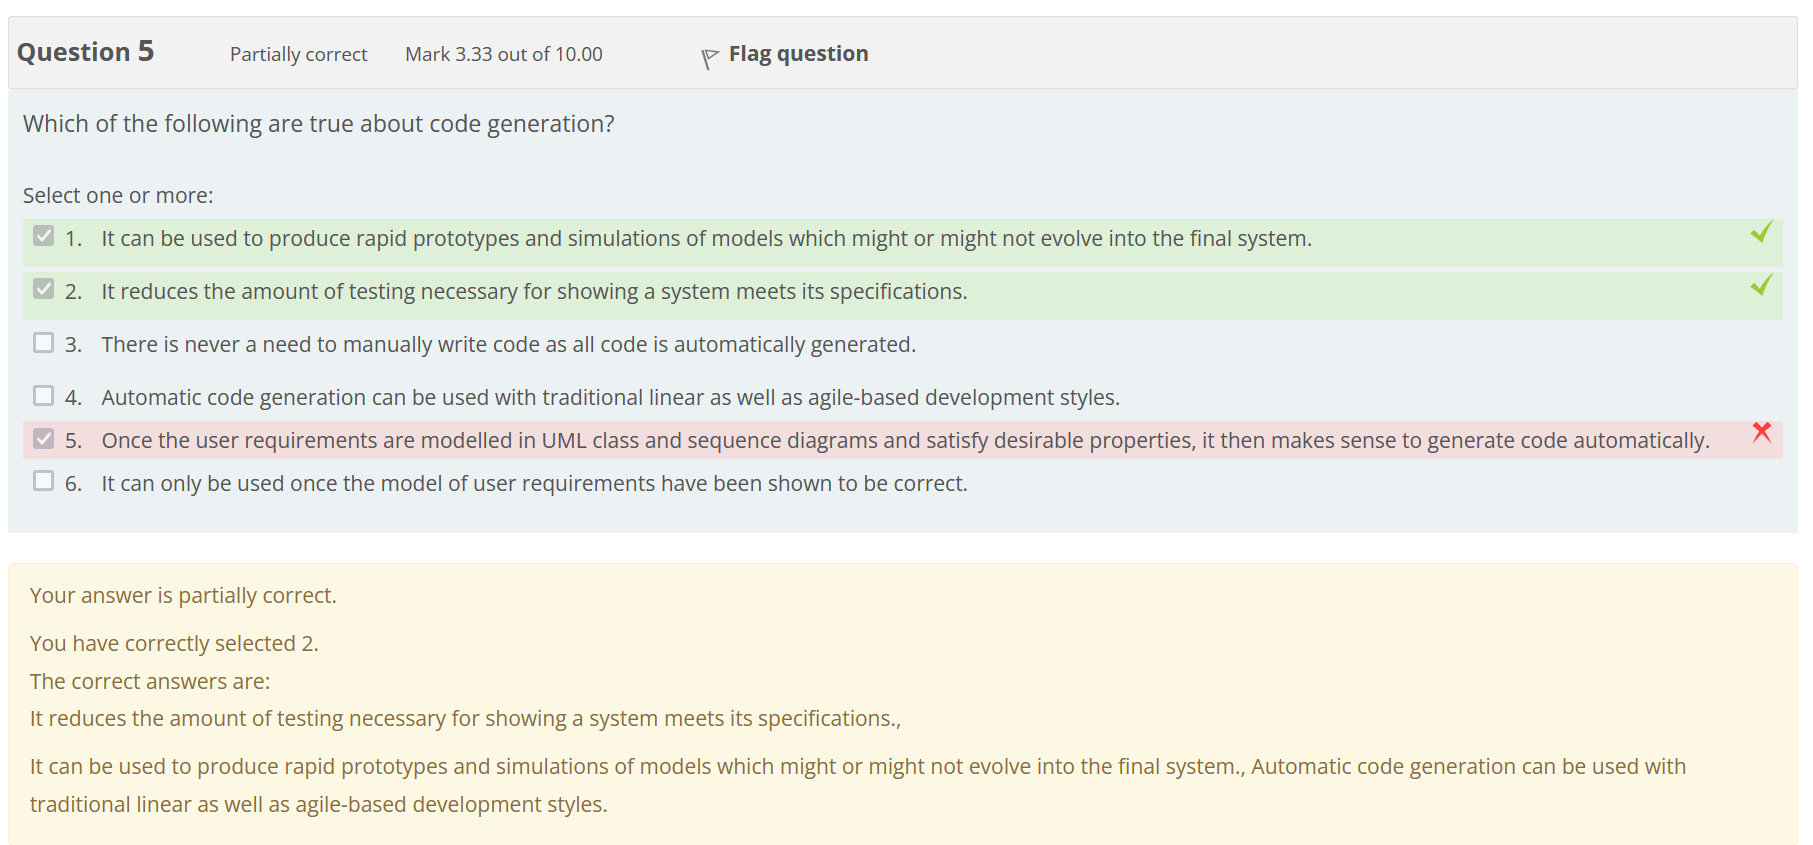 Question 5 Partially correct Mark 3.33 out of 10.00 Flag question
Which of the following are true about code generation?
Select one or more:
1. It can be used to produce rapid prototypes and simulations of models which might or might not evolve into the final system.
2. It reduces the amount of testing necessary for showing a system meets its specifications.
3. There is never a need to manually write code as all code is automatically generated.
4. Automatic code generation can be used with traditional linear as well as agile-based development styles.
5. Once the user requirements are modelled in UML class and sequence diagrams and satisfy desirable properties, it then makes sense to generate code automatically.
6. It can only be used once the model of user requirements have been shown to be correct.
Your answer is partially correct.
You have correctly selected 2.
The correct answers are:
It reduces the amount of testing necessary for showing a system meets its specifications.,
It can be used to produce rapid prototypes and simulations of models which might or might not evolve into the final system., Automatic code generation can be used with
traditional linear as well as agile-based development styles.